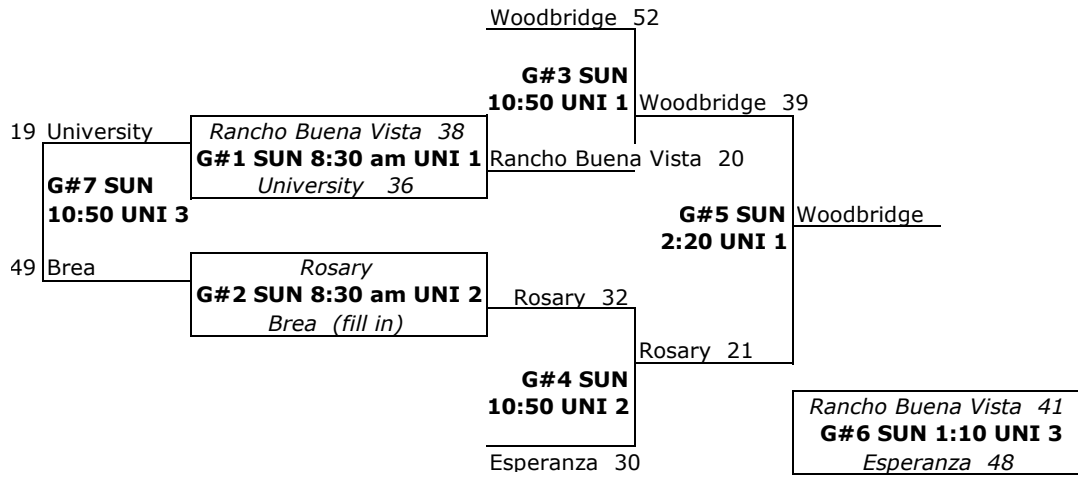 Woodbridge 52
G#3 SUN
10:50 UNI 1
Woodbridge 39
19 University
Rancho Buena Vista 38
G#1 SUN 8:30 am UNI 1
University 36
Rancho Buena Vista 20
G#7 SUN
10:50 UNI 3
G#5 SUN
2:20 UNI 1
Woodbridge
49 Brea
Rosary
G#2 SUN 8:30 am UNI 2
Brea (fill in)
Rosary 32
Rosary 21
G#4 SUN
10:50 UNI 2
Esperanza 30
Rancho Buena Vista 41
G#6 SUN 1:10 UNI 3
Esperanza 48